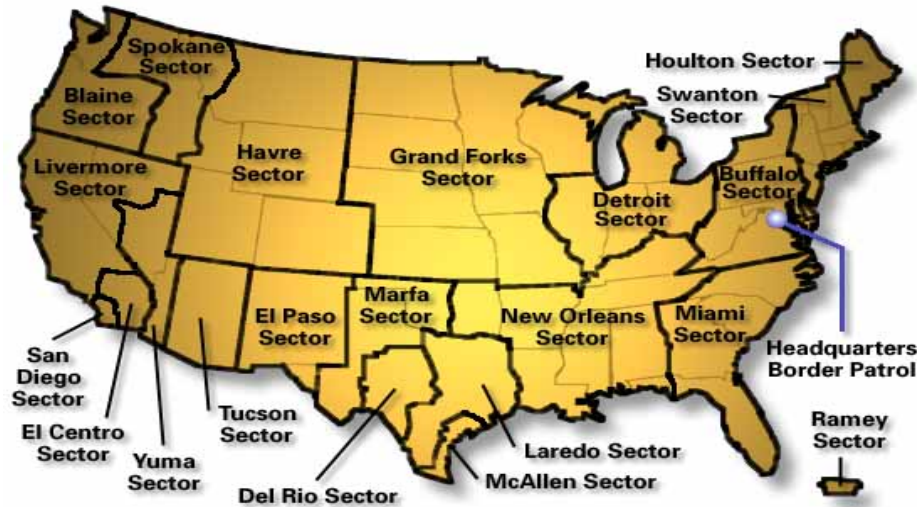 Spokane
Sector
Houlton Sector
Swanton
Sector
Blaine
Sector
Livermore
Sector
Havre
Sector
Grand Forks
Sector
Detroit
Sector
Buffalo
Sector
El Paso
Sector
Marfa
Sector
New Orleans
Sector
Miami
Sector
Headquarters
Border Patrol
San
Diego
Sector
El Centro
Sector
Yuma
Sector
Tucson
Sector
Del Rio Sector
Laredo Sector
McAllen Sector
Ramey
Sector